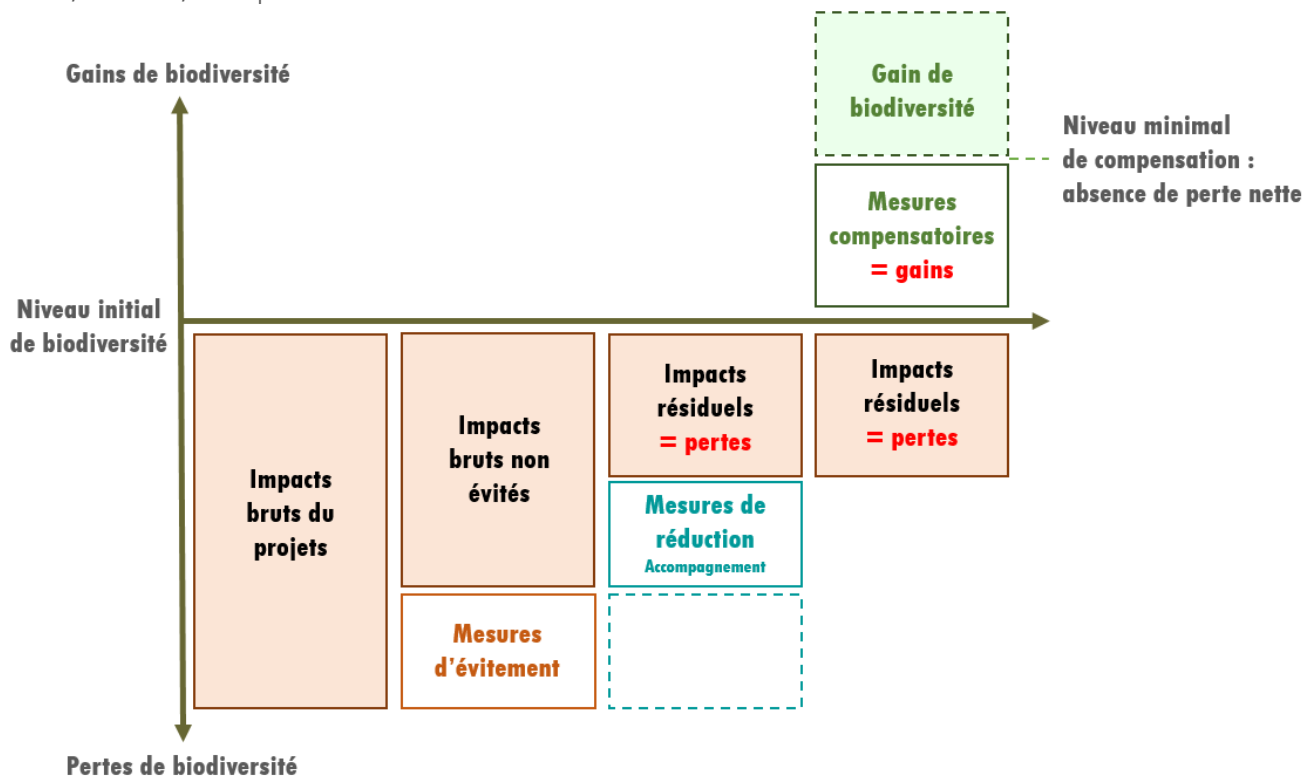 Gains de biodiversité
Gain de
biodiversité
Niveau minimal
de compensation :
absence de perte nette
Mesures
compensatoires
= gains
Niveau initial
de biodiversité
Impacts
bruts du
projets
Impacts
bruts non
évités
Impacts
résiduels
= pertes
Impacts
résiduels
= pertes
Mesures de
réduction
Accompagnement
Mesures
d'évitement
Pertes de biodiversité